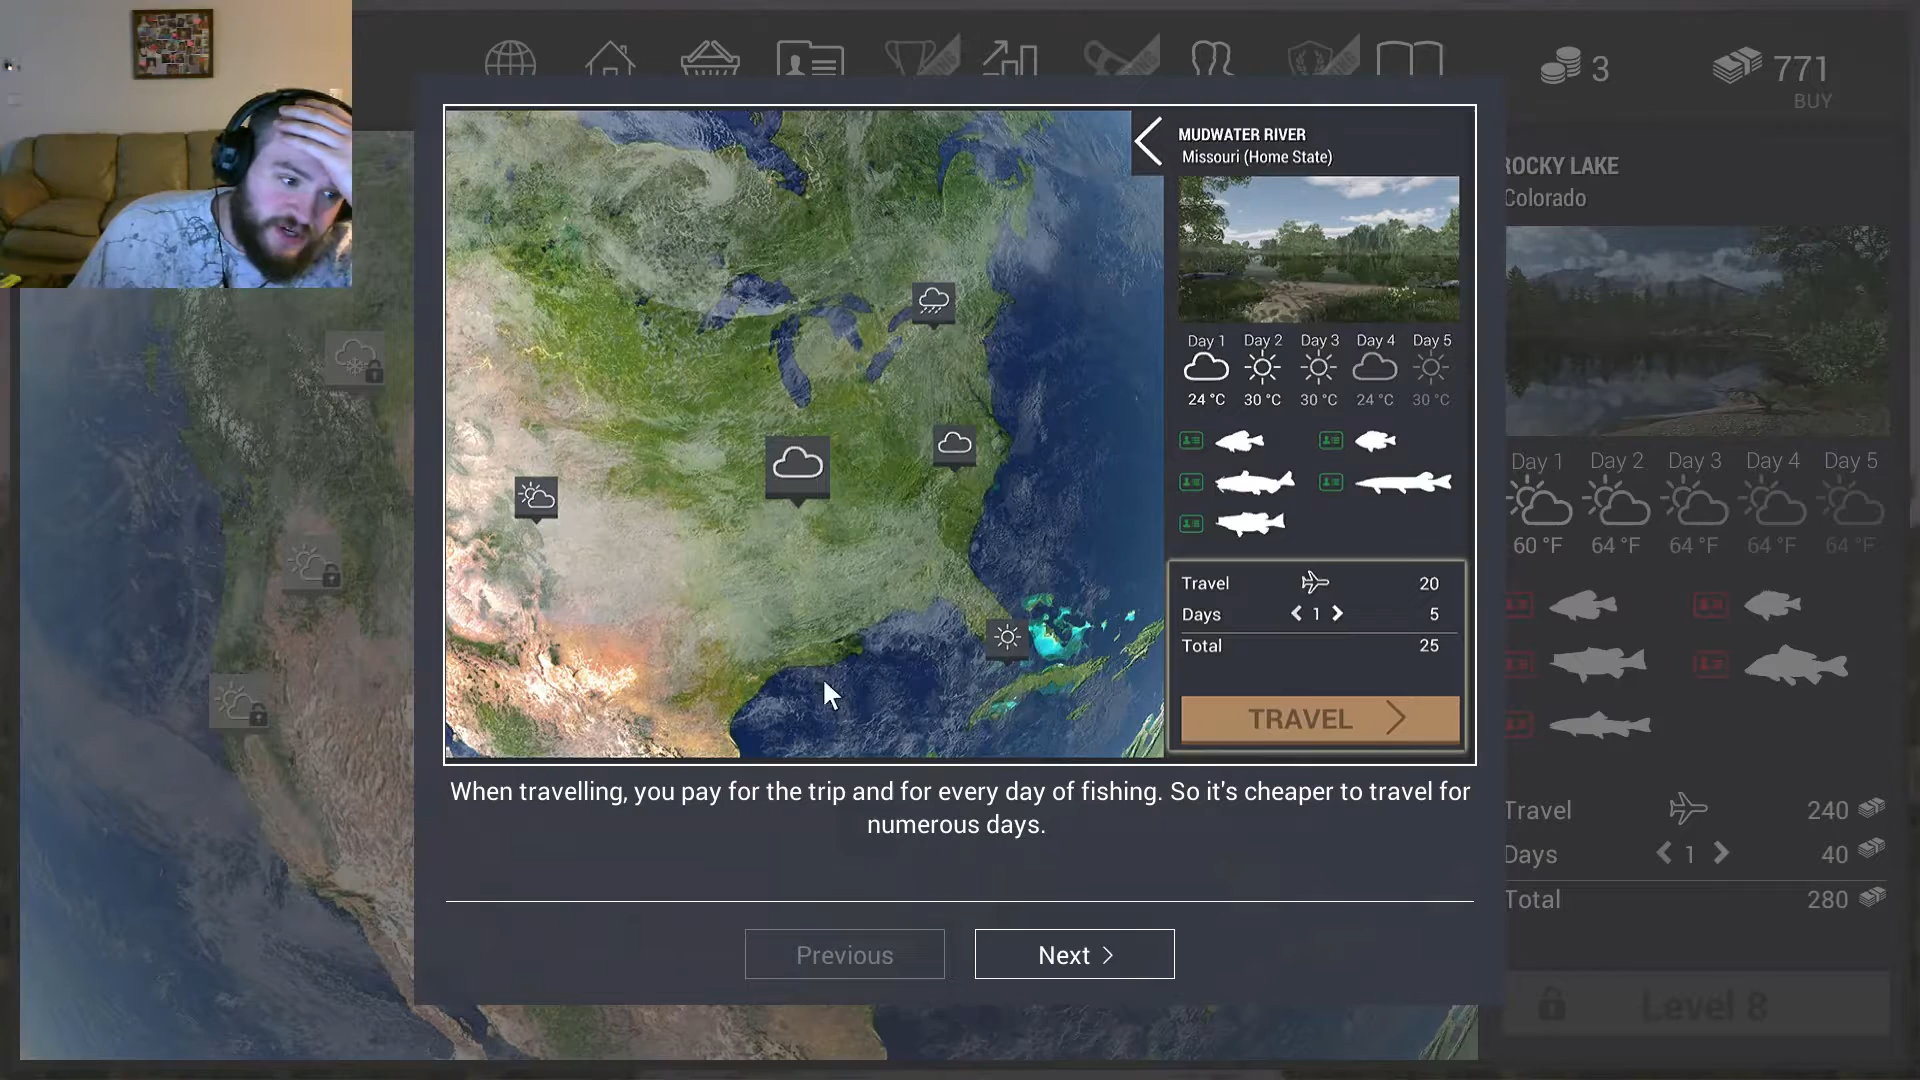 3
771
BUY
MUDWATER RIVER
Missouri (Home State)
Day 1 Day 2 Day 3 Day 4 Day 5
24 °C 30 °C 30 °C 24 °C 30 °C
Travel 20
Days < 1 > 5
Total 25
TRAVEL >
When travelling, you pay for the trip and for every day of fishing. So it's cheaper to travel for
numerous days.
Previous
Next >
ROCKY LAKE
Colorado
Day 1 Day 2 Day 3 Day 4 Day 5
60 °F 64 °F 64 °F 64 °F 64 °F
Travel 240
Days < 1 > 40
Total 280
Level 8